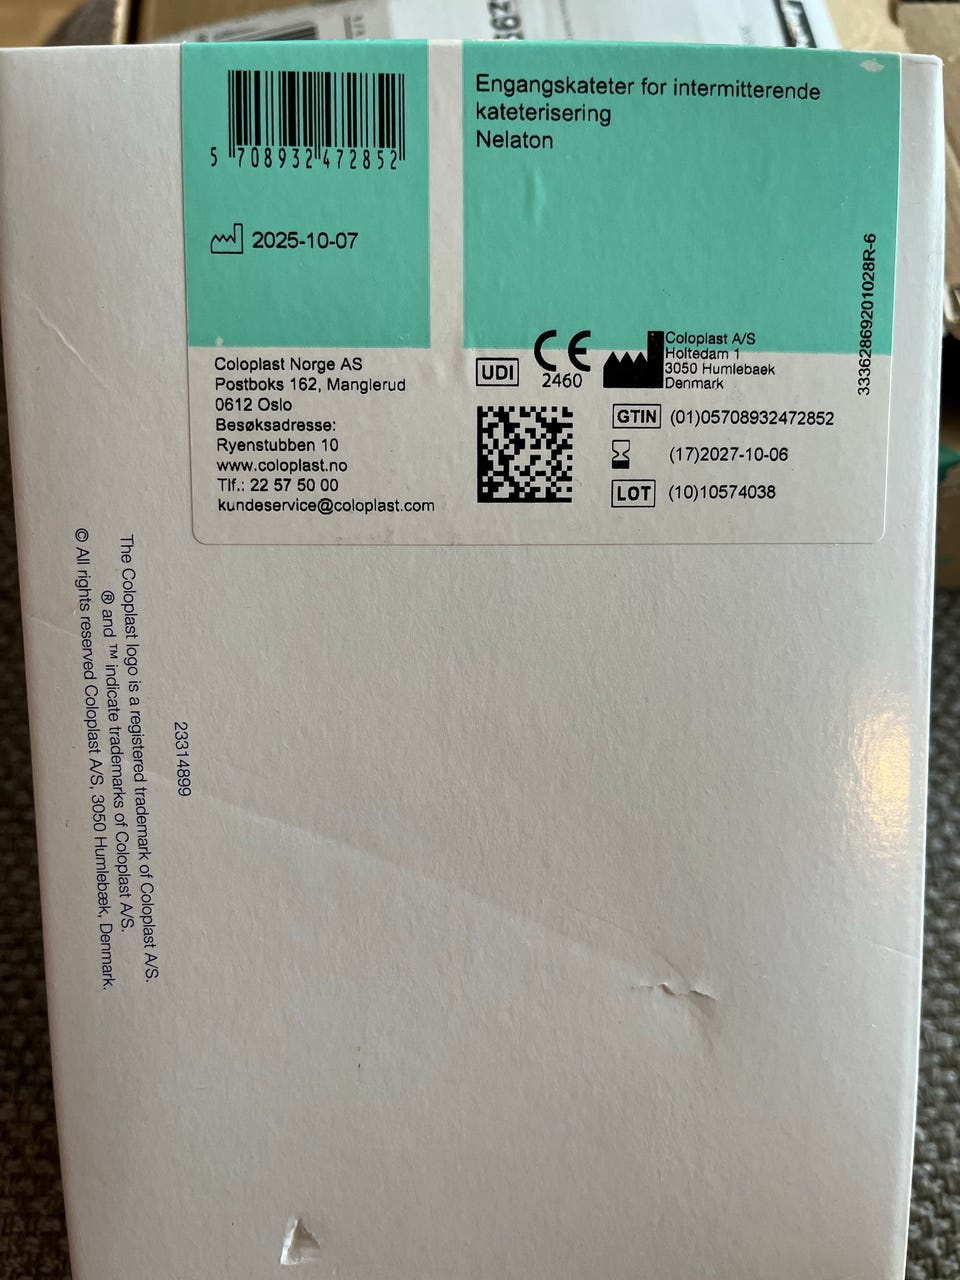 5 708932 472852
2025-10-07
Engangskateter for intermitterende
kateterisering
Nelaton
33362869201028R-6
Coloplast Norge AS
Postboks 162, Manglerud
0612 Oslo
Besøksadresse:
Ryenstubben 10
www.coloplast.no
Tlf.: 22 57 50 00
kundeservice@coloplast.com
UDI
CE
2460
Coloplast A/S
Holtedam 1
3050 Humlebaek
Denmark
GTIN (01)05708932472852
(17)2027-10-06
LOT (10)10574038
23314899
The Coloplast logo is a registered trademark of Coloplast A/S.
® and ™ indicate trademarks of Coloplast A/S.
© All rights reserved Coloplast A/S, 3050 Humlebæk, Denmark.